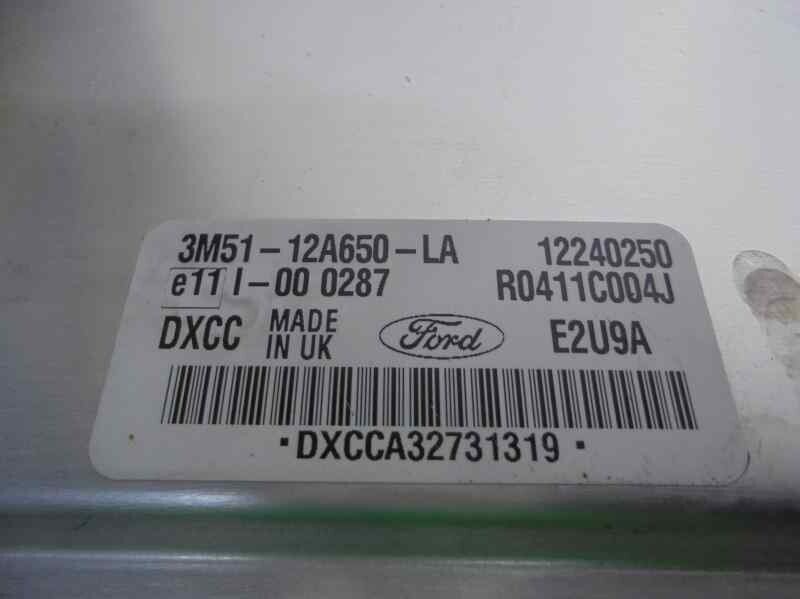 3M51-12A650-LA 12240250
e11 I-00 0287 R0411C004J
DXCC MADE IN UK Ford E2U9A
•DXCCA32731319•